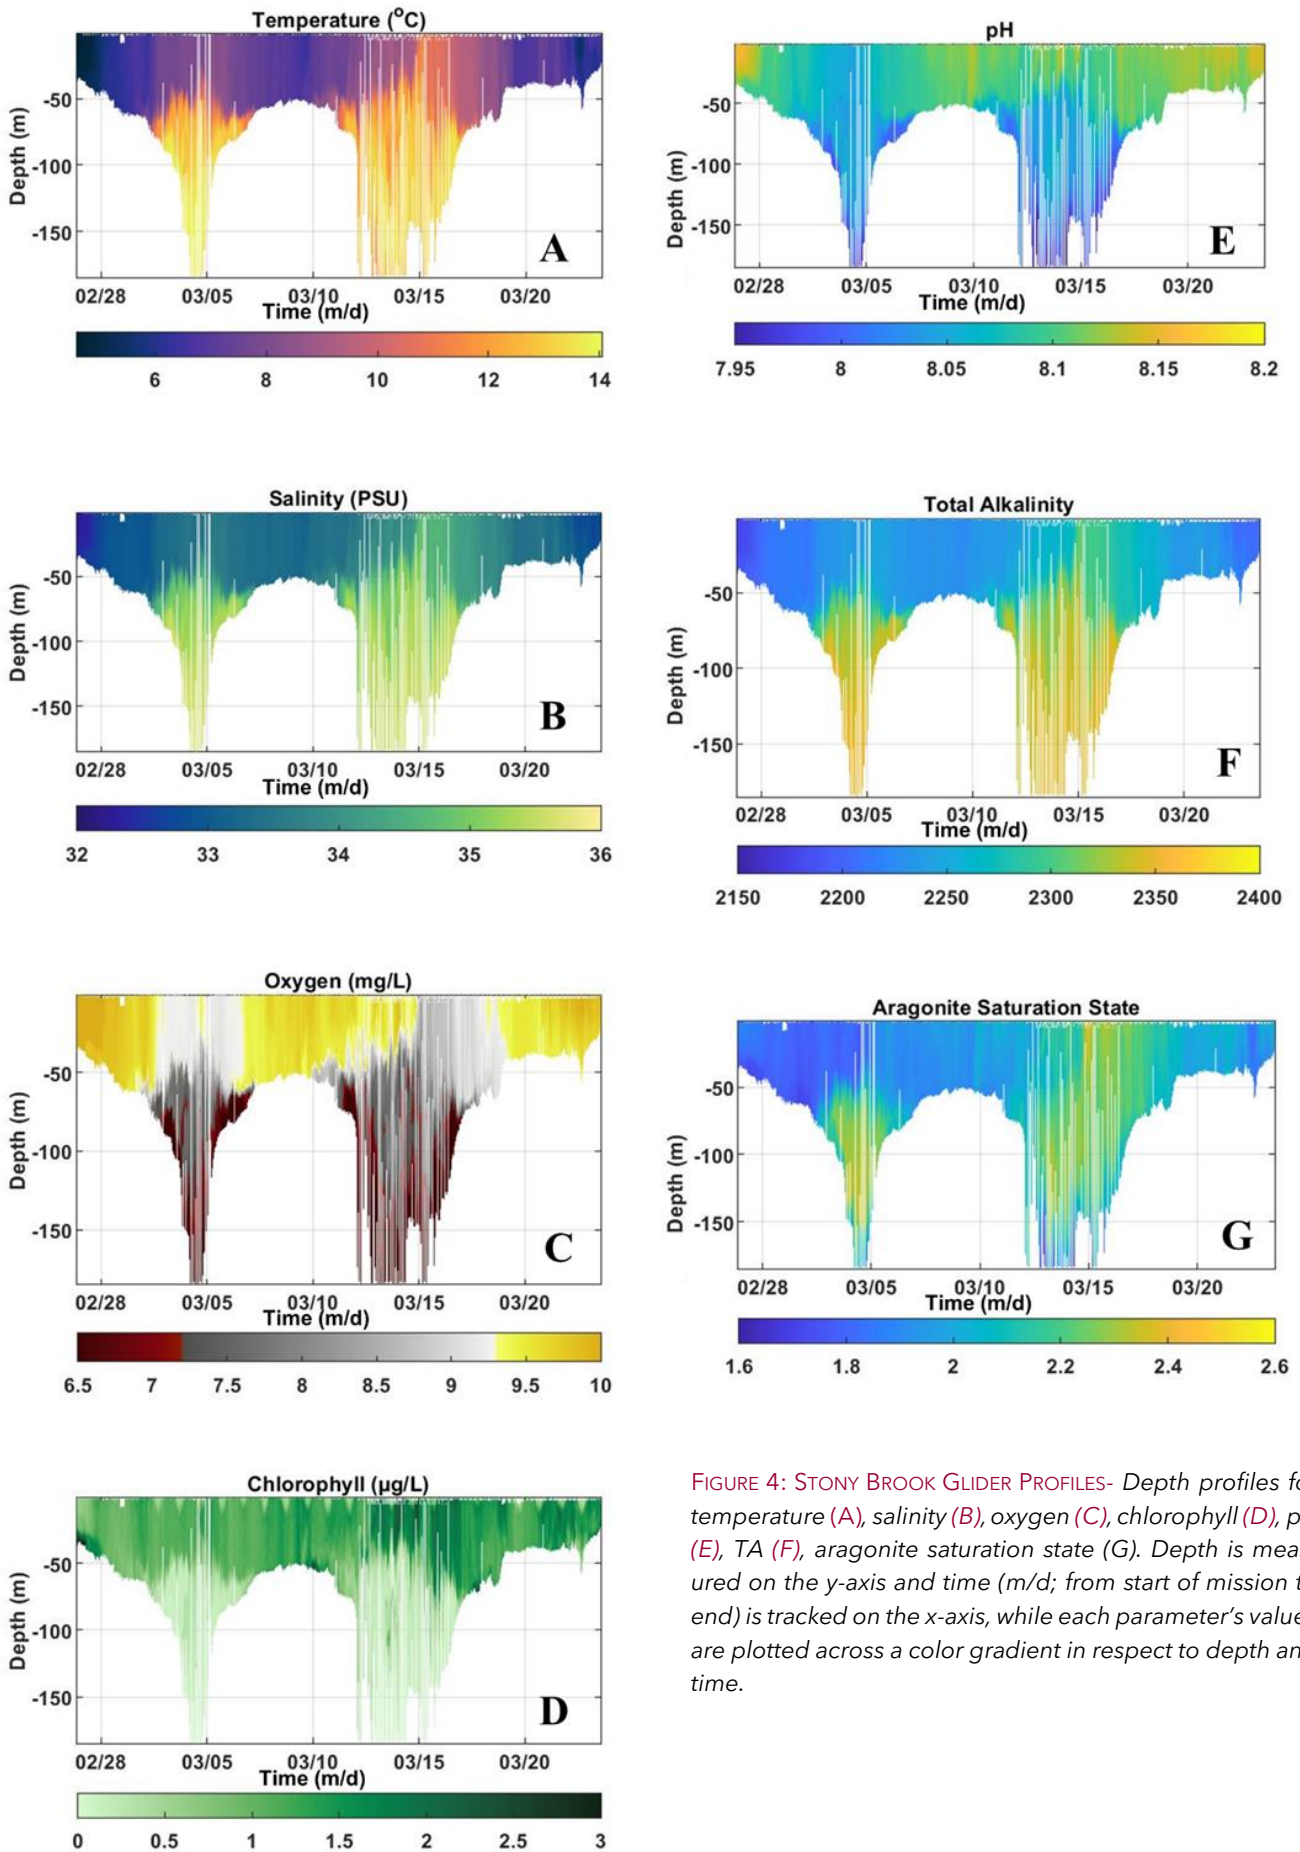 Temperature (°C)
Depth (m)
-50
-100
-150
A
02/28 03/05 03/10 03/15 03/20
Time (m/d)
6 8 10 12 14
pH
Depth (m)
-50
-100
-150
E
02/28 03/05 03/10 03/15 03/20
Time (m/d)
7.95 8 8.05 8.1 8.15 8.2
Salinity (PSU)
Depth (m)
-50
-100
-150
B
02/28 03/05 03/10 03/15 03/20
Time (m/d)
32 33 34 35 36
Total Alkalinity
Depth (m)
-50
-100
-150
F
02/28 03/05 03/10 03/15 03/20
Time (m/d)
2150 2200 2250 2300 2350 2400
Oxygen (mg/L)
Depth (m)
-50
-100
-150
C
02/28 03/05 03/10 03/15 03/20
Time (m/d)
6.5 7 7.5 8 8.5 9 9.5 10
Aragonite Saturation State
Depth (m)
-50
-100
-150
G
02/28 03/05 03/10 03/15 03/20
Time (m/d)
1.6 1.8 2 2.2 2.4 2.6
Chlorophyll (µg/L)
Depth (m)
-50
-100
-150
D
02/28 03/05 03/10 03/15 03/20
Time (m/d)
0 0.5 1 1.5 2 2.5 3
FIGURE 4: STONY BROOK GLIDER PROFILES- Depth profiles fo
temperature (A), salinity (B), oxygen (C), chlorophyll (D), p
(E), TA (F), aragonite saturation state (G). Depth is meas
ured on the y-axis and time (m/d; from start of mission t
end) is tracked on the x-axis, while each parameter's value
are plotted across a color gradient in respect to depth an
time.